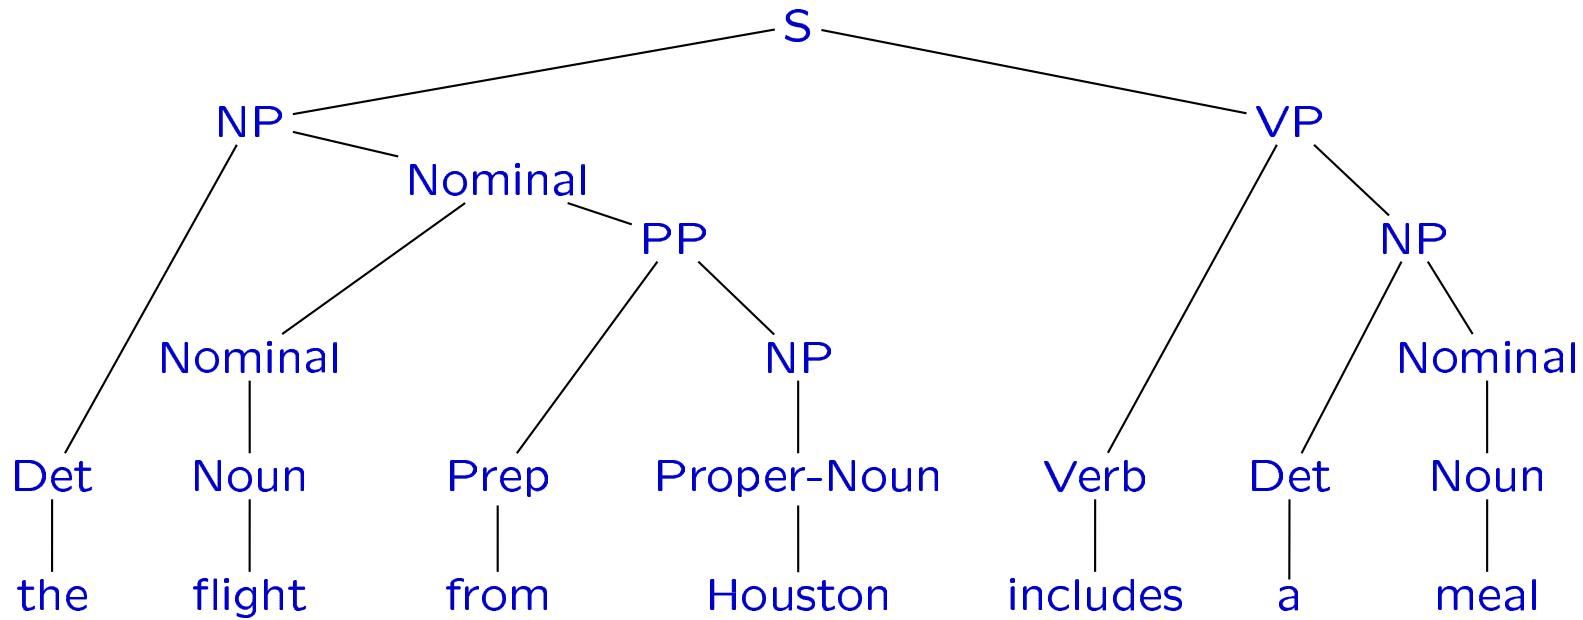 S
NP VP
Nominal
PP NP
Nominal NP Nominal
Det Noun Prep Proper-Noun Verb Det Noun
the flight from Houston includes a meal